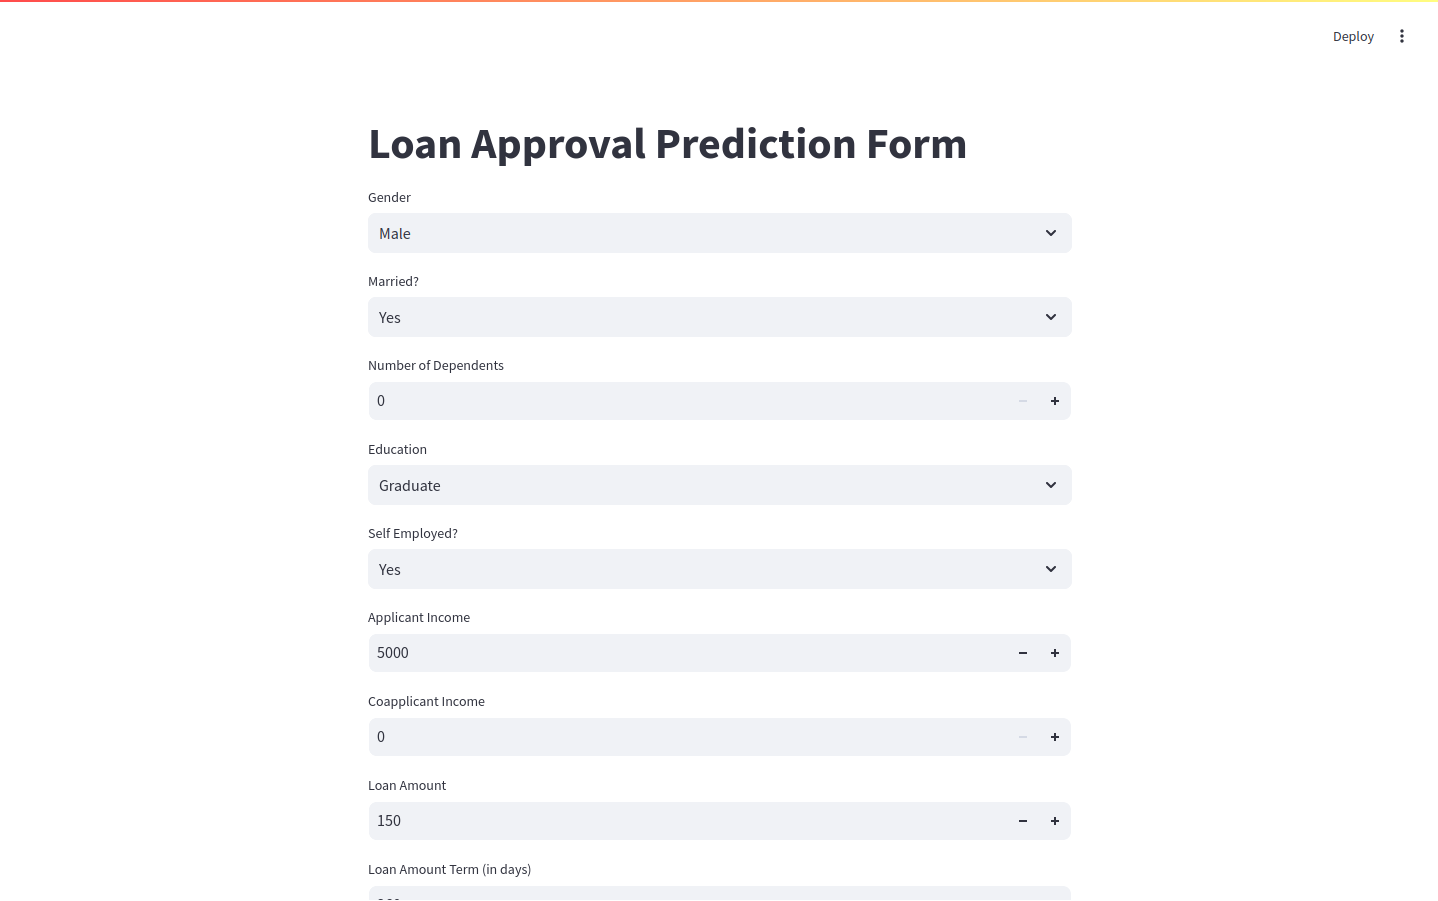 Deploy
Loan Approval Prediction Form
Gender
Male
Married?
Yes
Number of Dependents
0
Education
Graduate
Self Employed?
Yes
Applicant Income
5000
Coapplicant Income
0
Loan Amount
150
Loan Amount Term (in days)